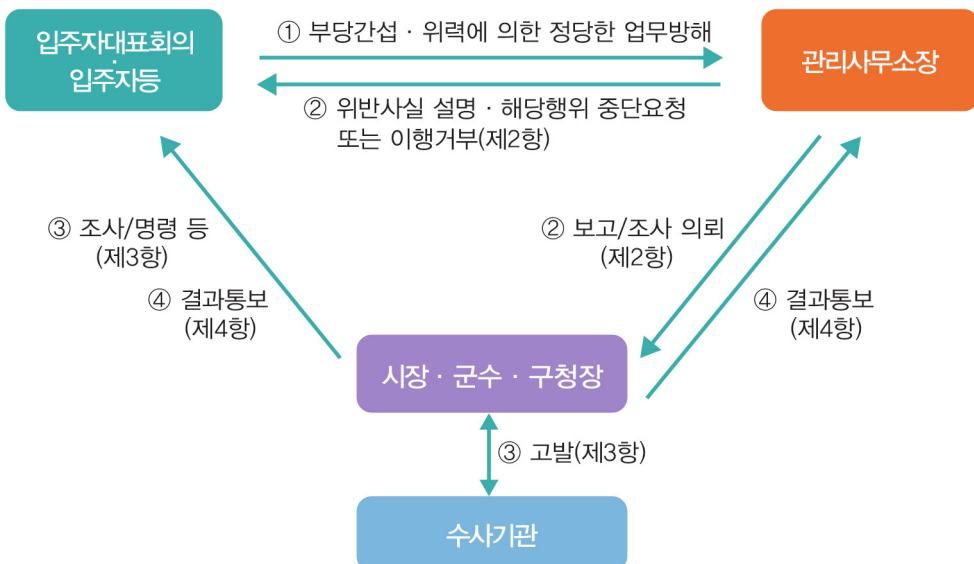 입주자대표회의
·
입주자등
① 부당간섭 · 위력에 의한 정당한 업무방해
관리사무소장
② 위반사실 설명 · 해당행위 중단요청
또는 이행거부(제2항)
③ 조사/명령 등
(제3항)
② 보고/조사 의뢰
(제2항)
④ 결과통보
(제4항)
④ 결과통보
(제4항)
시장 · 군수 · 구청장
③ 고발(제3항)
수사기관